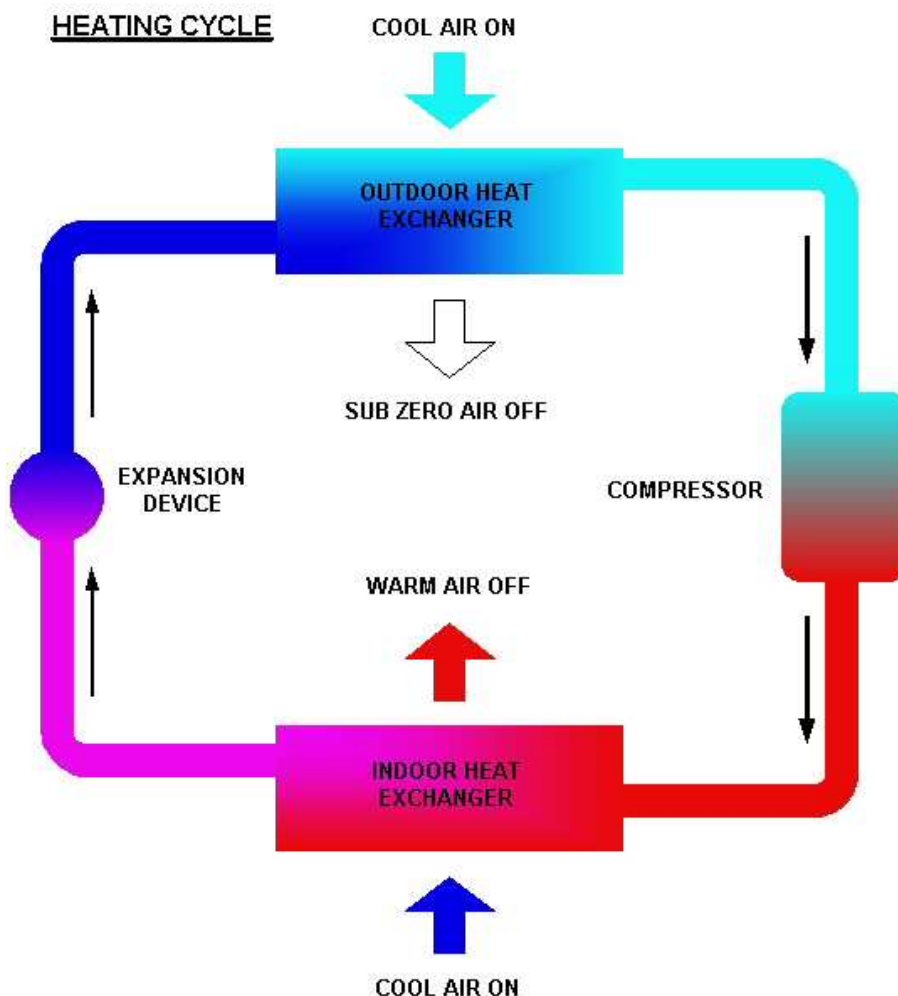 HEATING CYCLE
COOL AIR ON
OUTDOOR HEAT
EXCHANGER
SUB ZERO AIR OFF
EXPANSION
DEVICE
COMPRESSOR
WARM AIR OFF
INDOOR HEAT
EXCHANGER
COOL AIR ON